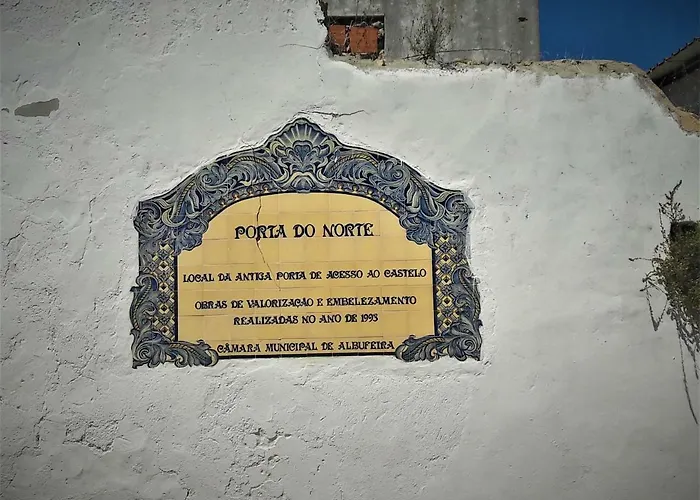 PORTA DO NORTE
LOCAL DA ANTIGA PORTA DE ACESSO AO CASTELO
OBRAS DE VALORIZAÇÃO E EMBELEZAMENTO
REALIZADAS NO ANO DE 1993
CÂMARA MUNICIPAL DE ALBUFEIRA